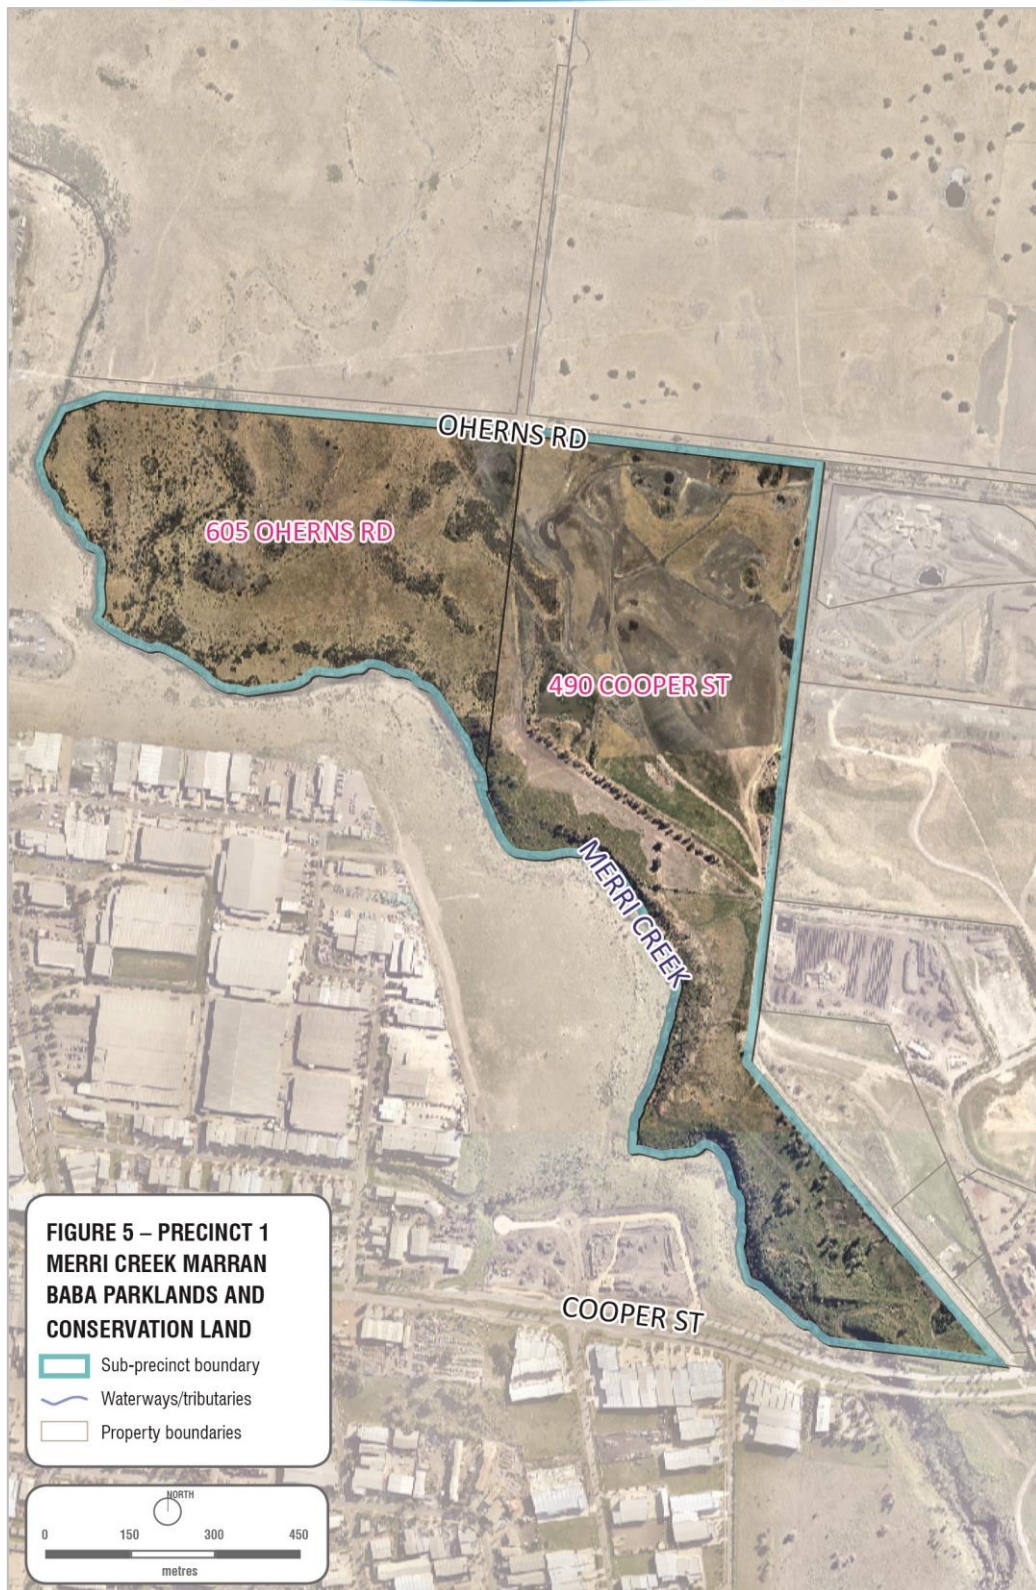 OHERNS RD
605 OHERNS RD
490 COOPER ST
MERRI CREEK
COOPER ST
FIGURE 5 – PRECINCT 1
MERRI CREEK MARRAN
BABA PARKLANDS AND
CONSERVATION LAND
Sub-precinct boundary
Waterways/tributaries
Property boundaries
NORTH
0 150 300 450
metres